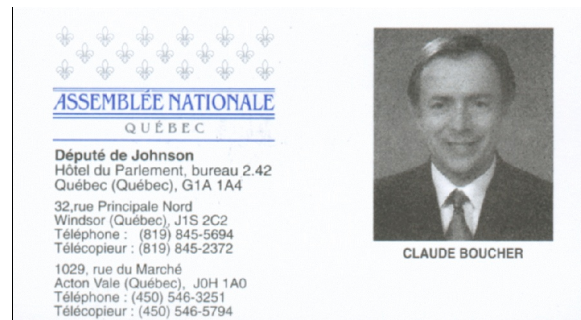 ASSEMBLÉE NATIONALE
QUÉBEC
Député de Johnson
Hôtel du Parlement, bureau 2.42
Québec (Québec), G1A 1A4
32,rue Principale Nord
Windsor (Québec), J1S 2C2
Téléphone : (819) 845-5694
Télécopieur : (819) 845-2372
1029, rue du Marché
Acton Vale (Québec), J0H 1A0
Téléphone : (450) 546-3251
Télécopieur : (450) 546-5794
CLAUDE BOUCHER